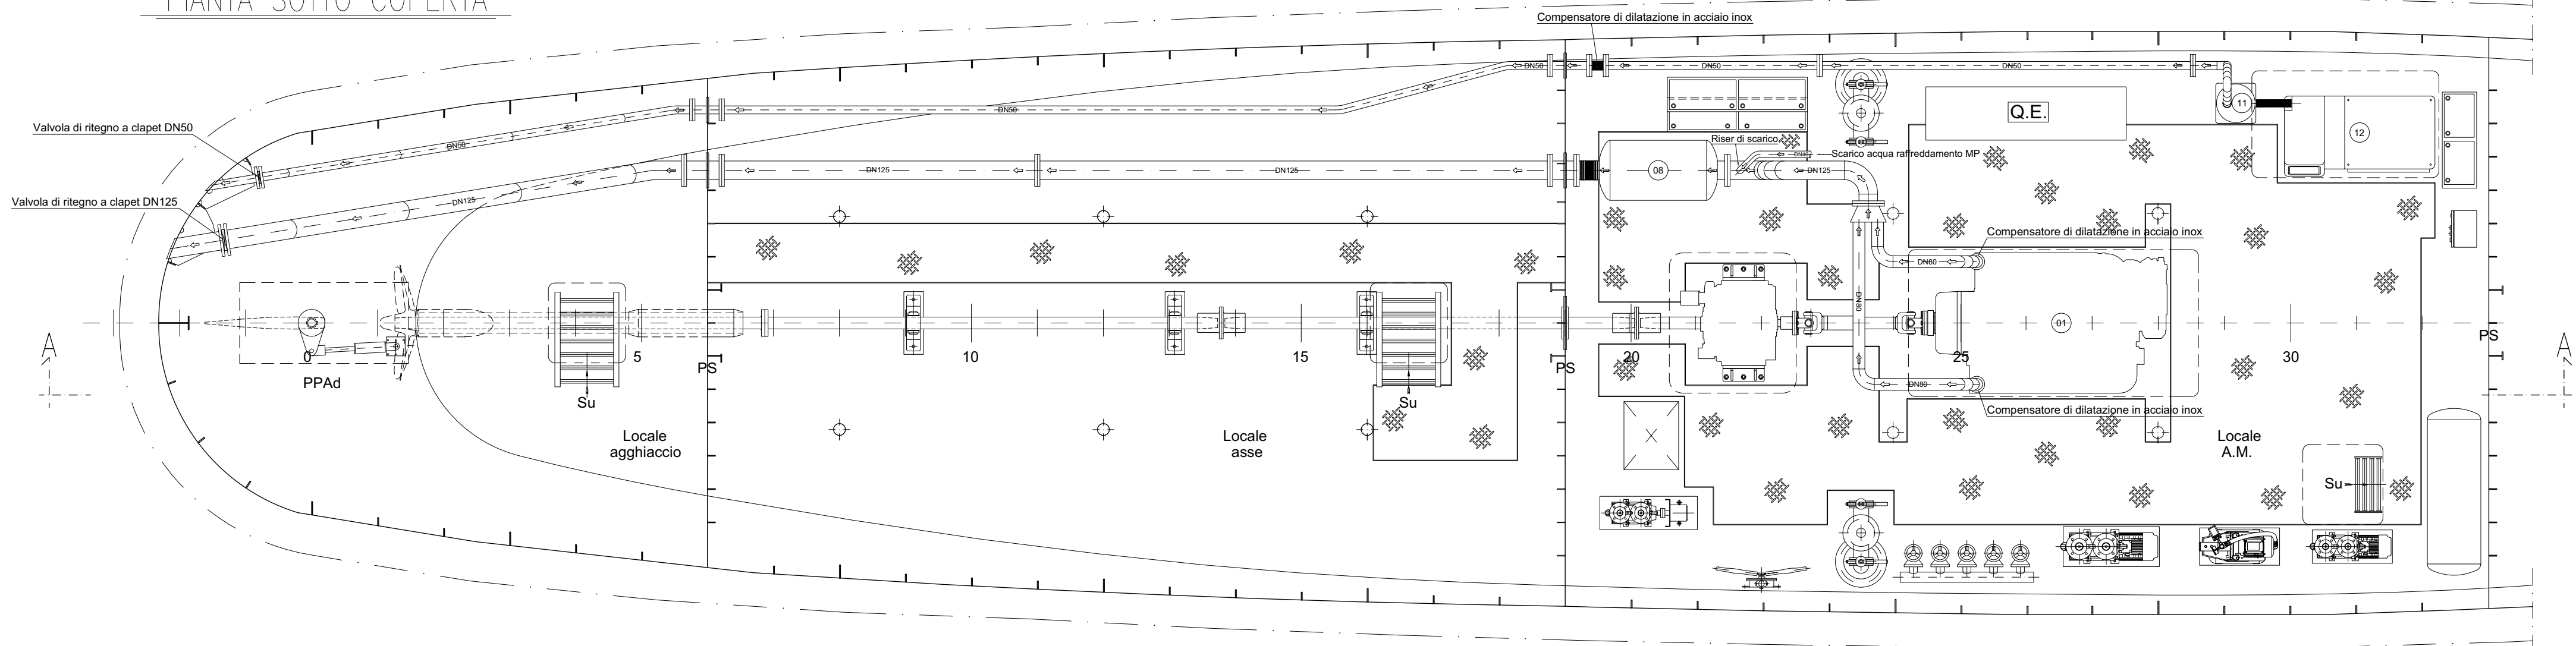 PIANTA SOTTO COPERTA
Compensatore di dilatazione in acciaio inox
DN50
DN50
DN50
DN50
11
Q.E.
12
Valvola di ritegno a clapet DN50
DN50
Riser di scarico
Scarico acqua raffreddamento MP
DN125
DN125
08
DN125
Valvola di ritegno a clapet DN125
DN125
Compensatore di dilatazione in acciaio inox
DN80
DN80
01
A
0
5
10
15
20
25
30
PS
PS
PS
A
PPAd
DN80
Su
Su
Compensatore di dilatazione in acciaio inox
Locale
agghiaccio
Locale
asse
Locale
A.M.
Su